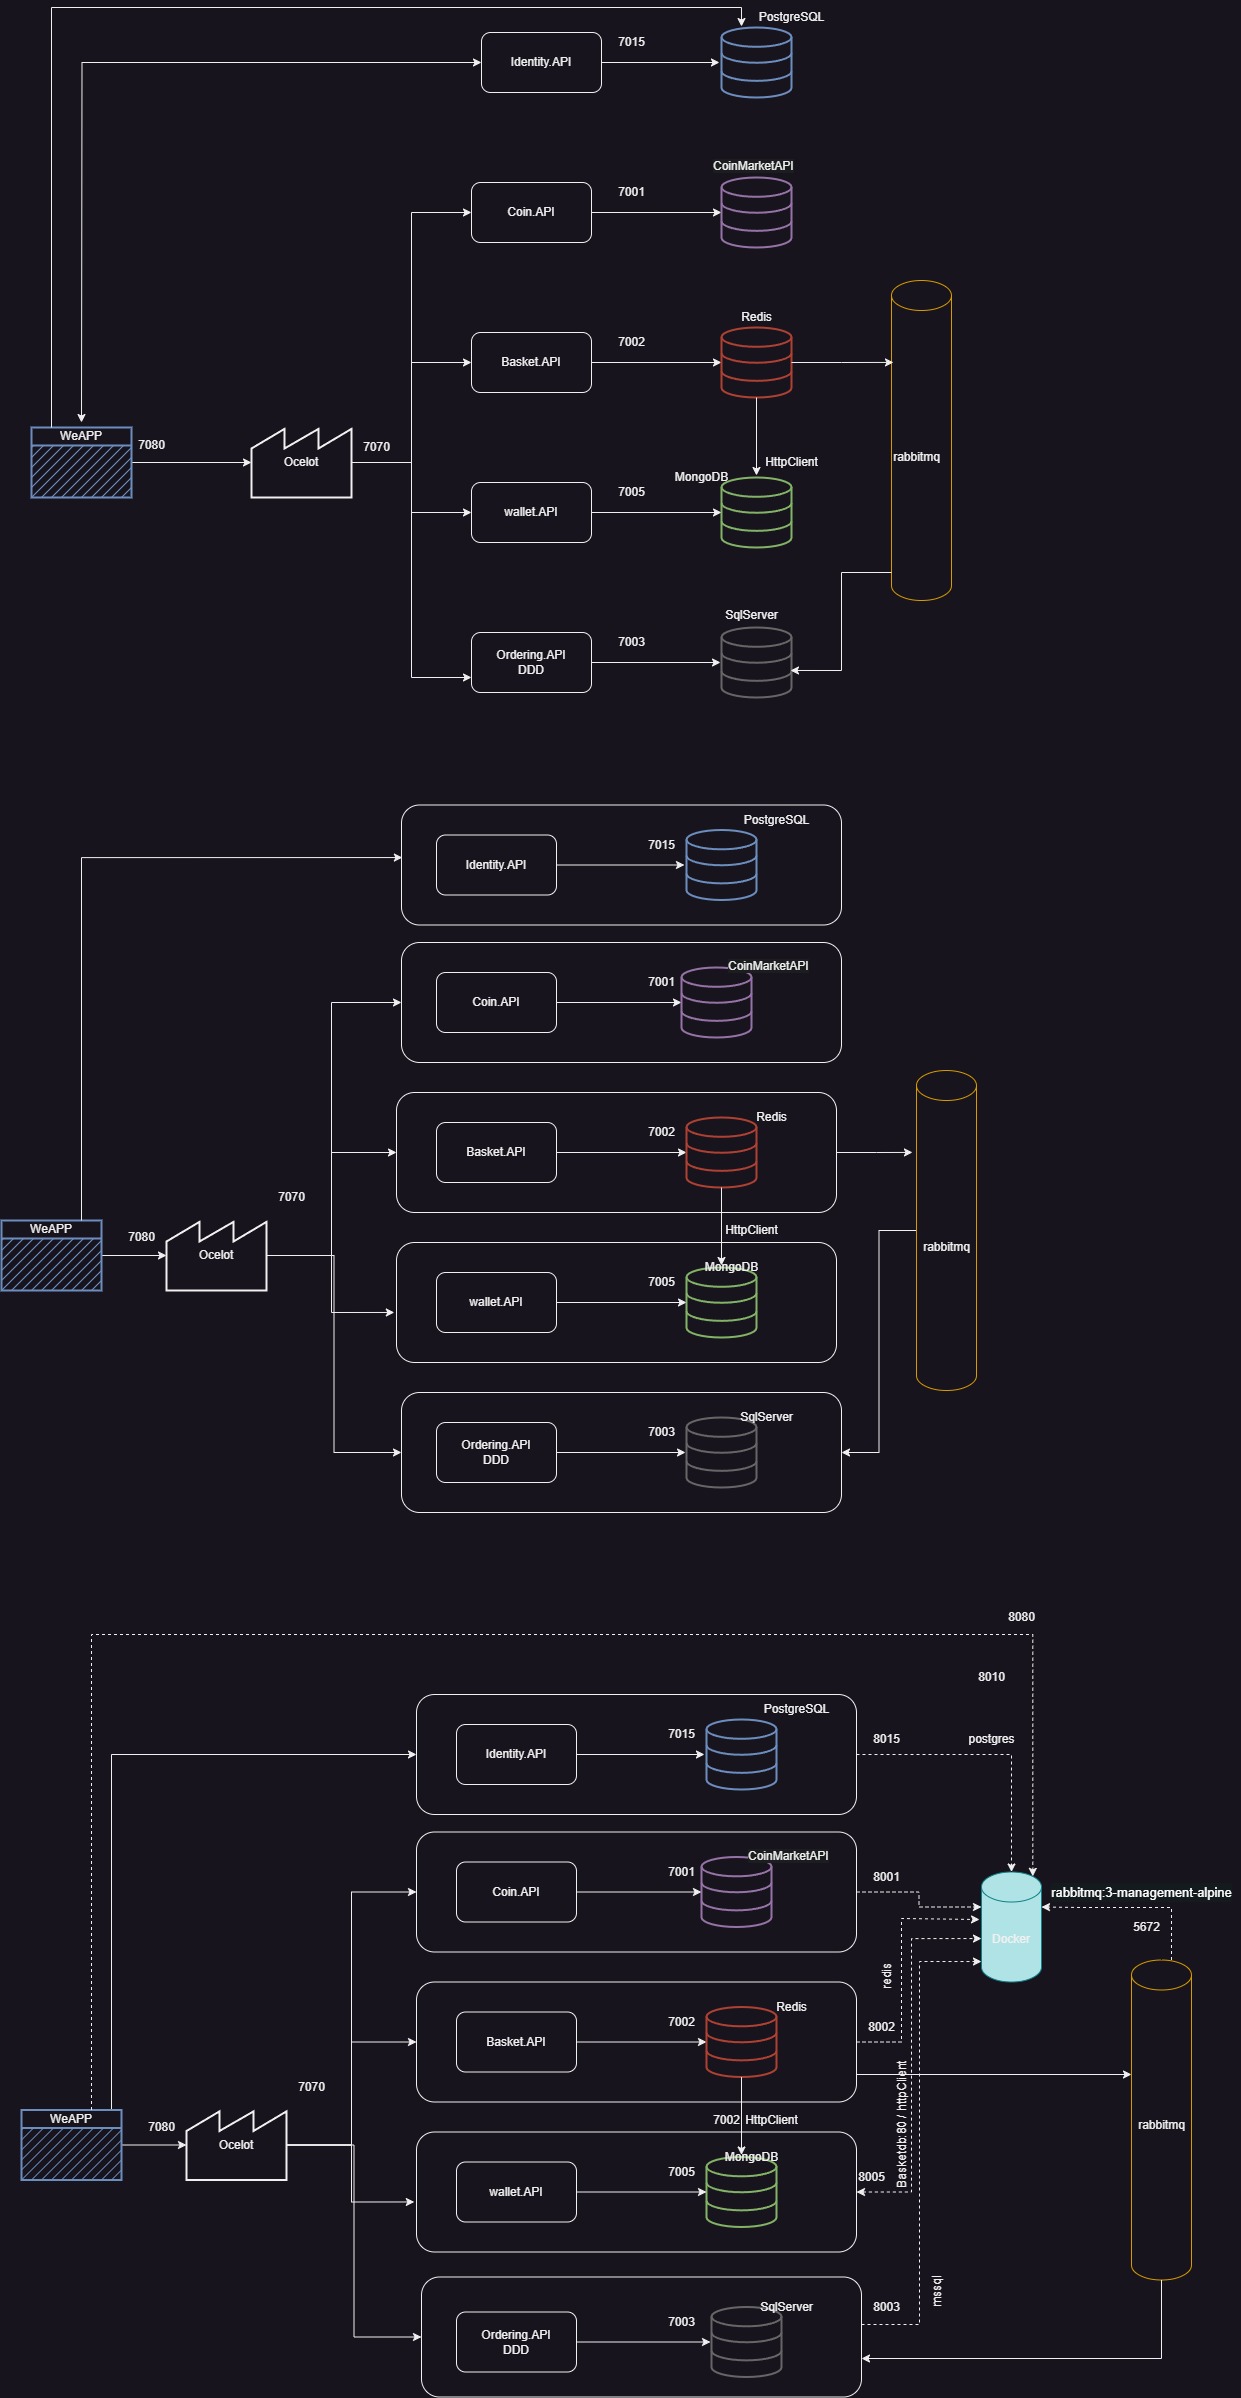 PostgreSQL
7015
Identity.API
CoinMarketAPI
7001
Coin.API
Redis
7002
Basket.API
WeAPP
7080
Ocelot
7070
HttpClient
rabbitmq
MongoDB
7005
wallet.API
SqlServer
7003
Ordering.API
DDD
PostgreSQL
7015
Identity.API
CoinMarketAPI
7001
Coin.API
Redis
7002
Basket.API
7070
WeAPP
7080
Ocelot
HttpClient
rabbitmq
MongoDB
7005
wallet.API
SqlServer
7003
Ordering.API
DDD
8080
8010
PostgreSQL
7015
Identity.API
8015
postgres
CoinMarketAPI
7001
Coin.API
8001
rabbitmq:3-management-alpine
5672
Docker
redis
Redis
7002
Basket.API
8002
7070
WeAPP
7080
Ocelot
7002
HttpClient
Basketdb:80 / httpClient
rabbitmq
MongoDB
7005
wallet.API
8005
mssql
SqlServer
7003
Ordering.API
DDD
8003